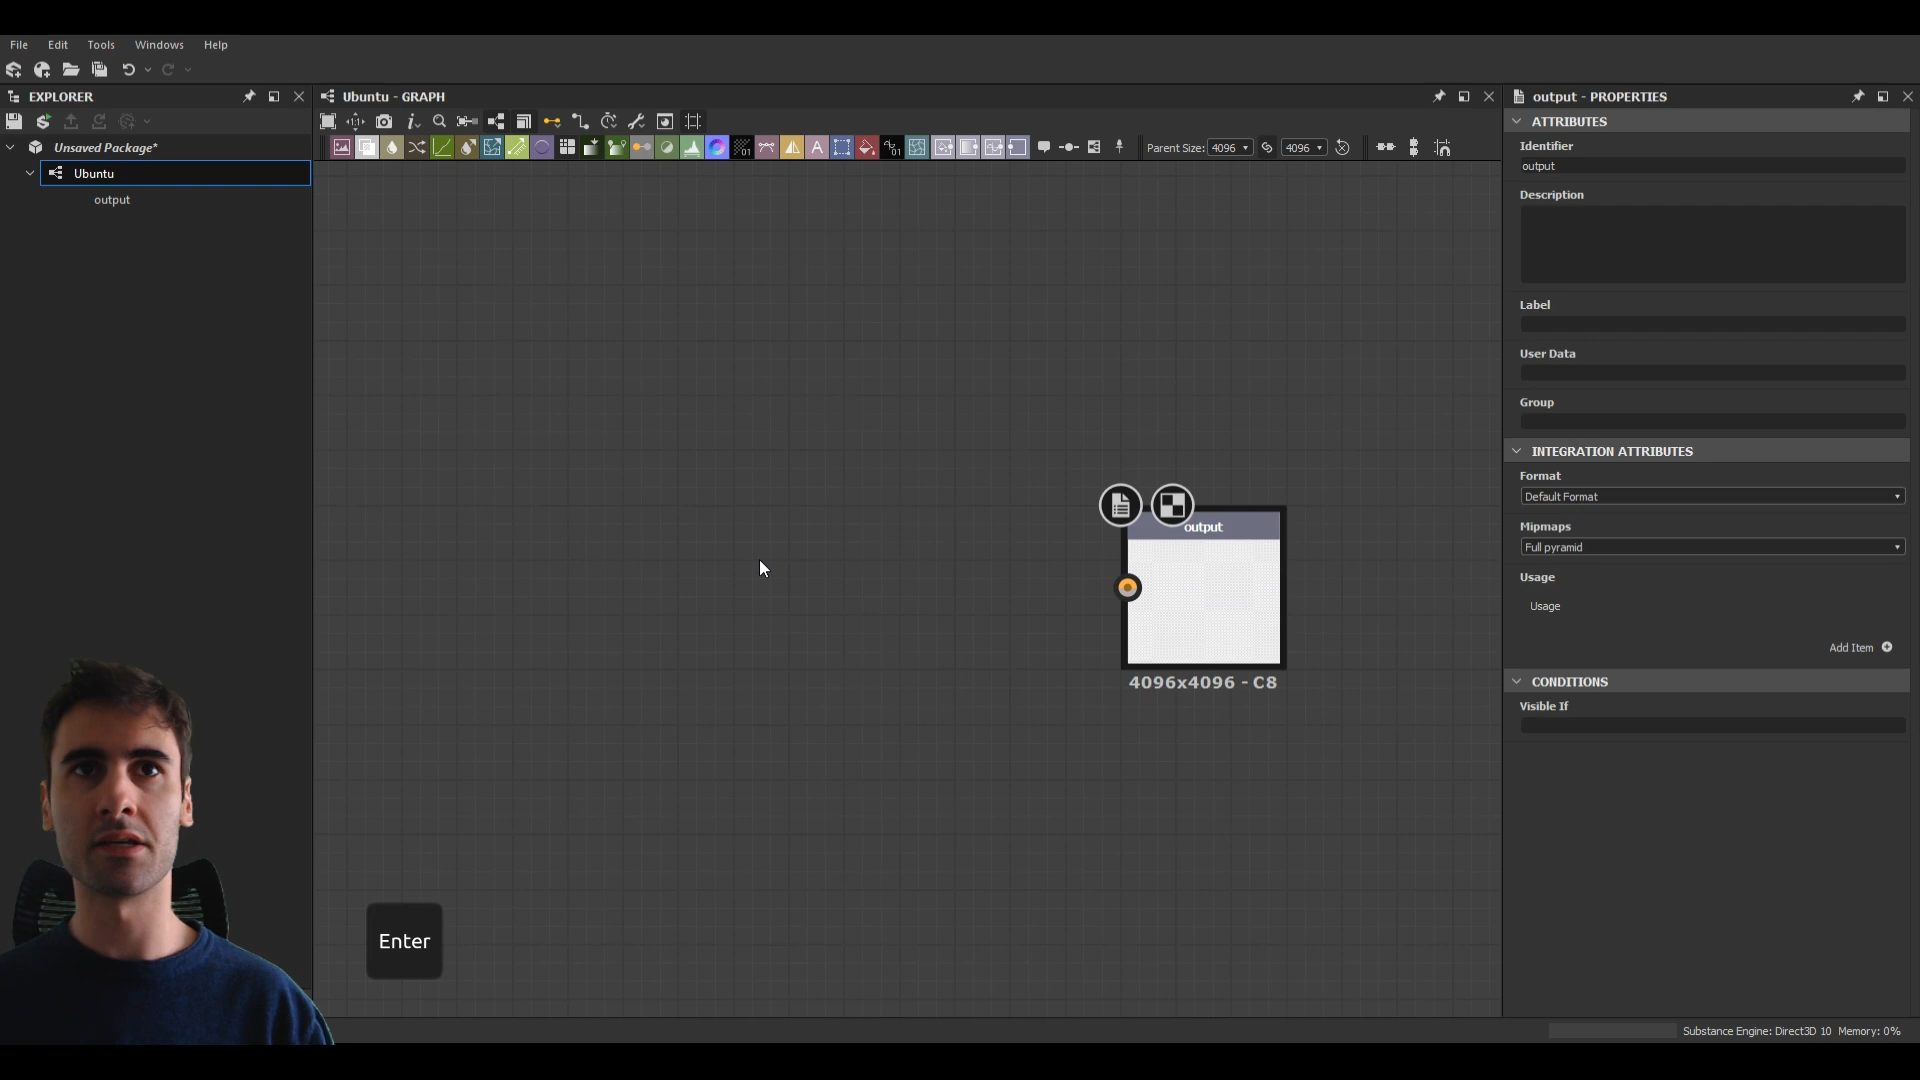 File Edit Tools Windows Help
EXPLORER
Ubuntu - GRAPH
output - PROPERTIES
Unsaved Package*
Ubuntu
output
Parent Size: 4096 4096
ATTRIBUTES
Identifier
output
Description
Label
User Data
Group
INTEGRATION ATTRIBUTES
Format
Default Format
Mipmaps
Full pyramid
Usage
Usage
Add Item
CONDITIONS
Visible If
output
4096x4096 - C8
Enter
Substance Engine: Direct3D 10 Memory: 0%